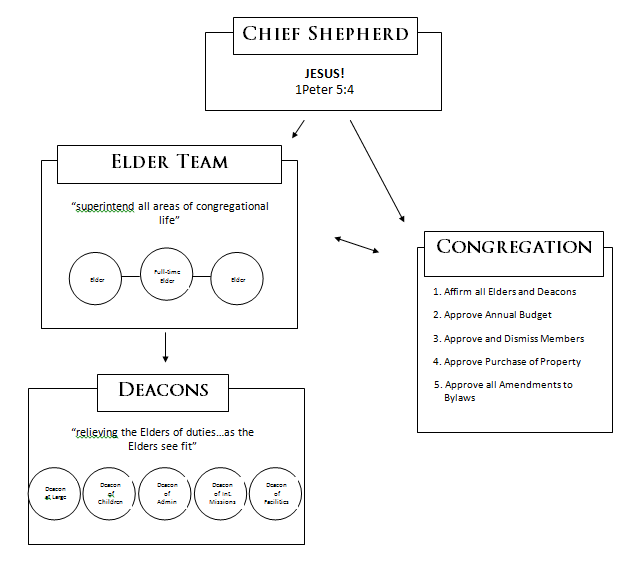 CHIEF SHEPHERD
JESUS!
1Peter 5:4
ELDER TEAM
“superintend all areas of congregational
life”
Elder
Full-time
Elder
Elder
CONGREGATION
1. Affirm all Elders and Deacons
2. Approve Annual Budget
3. Approve and Dismiss Members
4. Approve Purchase of Property
5. Approve all Amendments to
Bylaws
DEACONS
“relieving the Elders of duties…as the
Elders see fit”
Deacon
at Large
Deacon
of
Children
Deacon
of
Admin
Deacon
of Int.
Missions
Deacon
of
Facilities